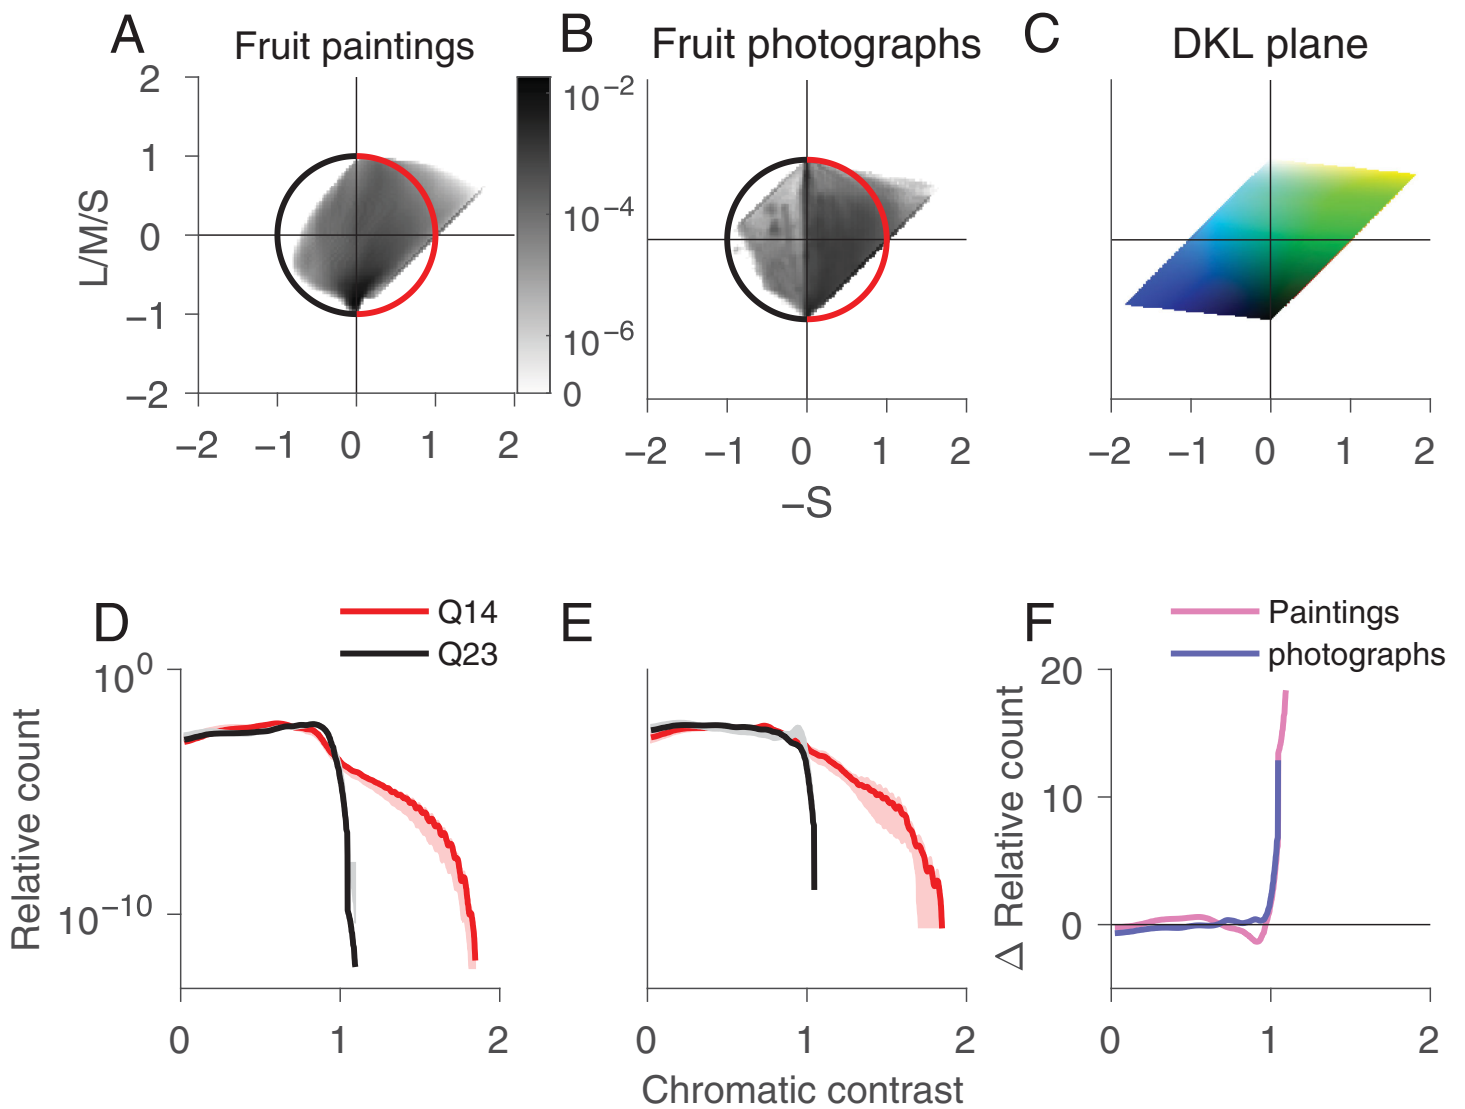 A
Fruit paintings
B
Fruit photographs
C
DKL plane
L/M/S
2
1
0
−1
−2
−2 −1 0 1 2
10−2
10−4
10−6
0
−2 −1 0 1 2
−S
−2 −1 0 1 2
D
Q14
Q23
E
F
Paintings
photographs
Relative count
100
10−10
0 1 2
0 1 2
Chromatic contrast
Δ Relative count
20
10
0
0 1 2